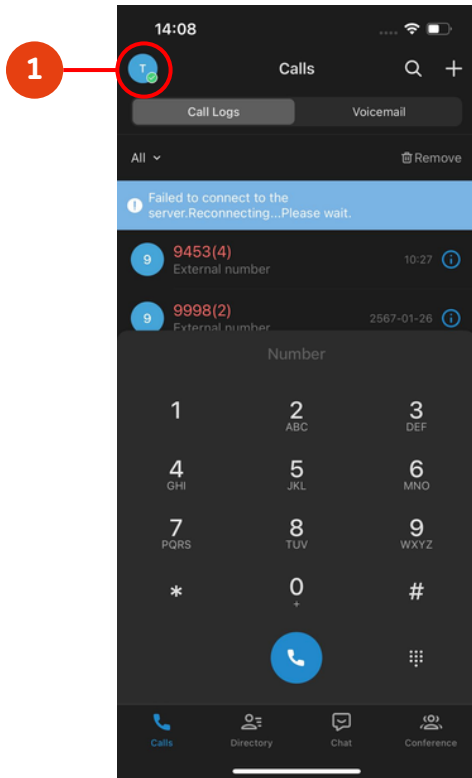 14:08
1
T
Calls
Call Logs
Voicemail
All
Remove
Failed to connect to the
server.Reconnecting...Please wait.
9
9453(4)
External number
10:27
9
9998(2)
External number
2567-01-26
Number
1
2
ABC
3
DEF
4
GHI
5
JKL
6
MNO
7
PQRS
8
TUV
9
WXYZ
*
0
+
#
Calls
Directory
Chat
Conference